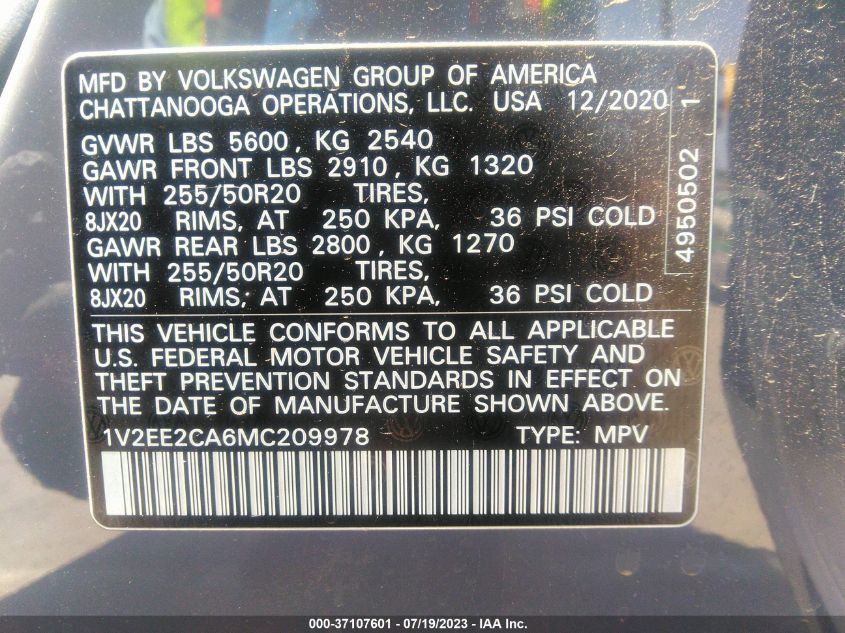 MFD BY VOLKSWAGEN GROUP OF AMERICA
CHATTANOOGA OPERATIONS, LLC. USA 12/2020
GVWR LBS 5600, KG 2540
GAWR FRONT LBS 2910, KG 1320
WITH 255/50R20 TIRES,
8JX20 RIMS, AT 250 KPA, 36 PSI COLD
GAWR REAR LBS 2800, KG 1270
WITH 255/50R20 TIRES,
8JX20 RIMS, AT 250 KPA, 36 PSI COLD
THIS VEHICLE CONFORMS TO ALL APPLICABLE
U.S. FEDERAL MOTOR VEHICLE SAFETY AND
THEFT PREVENTION STANDARDS IN EFFECT ON
THE DATE OF MANUFACTURE SHOWN ABOVE.
1V2EE2CA6MC209978 TYPE: MPV
4950502 1
000-37107601 - 07/19/2023 - IAA Inc.